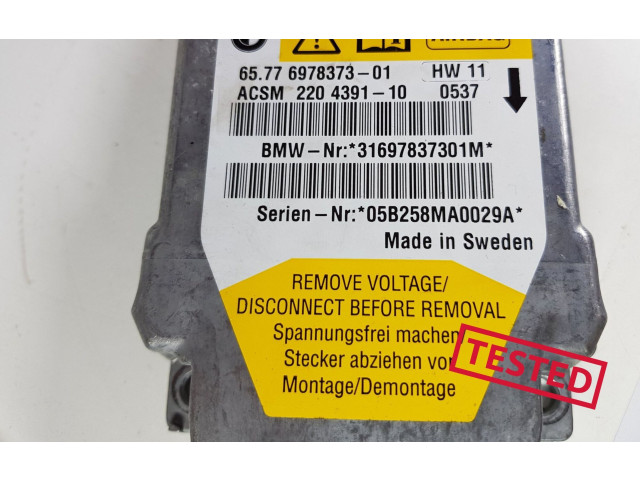 AIRBAG
65.77 6978373-01 HW 11
ACSM 220 4391-10 0537
BMW-Nr:*31697837301M*
Serien-Nr:*05B258MA0029A*
Made in Sweden
REMOVE VOLTAGE/
DISCONNECT BEFORE REMOVAL
Spannungsfrei machen
Stecker abziehen vor
Montage/Demontage
TESTED